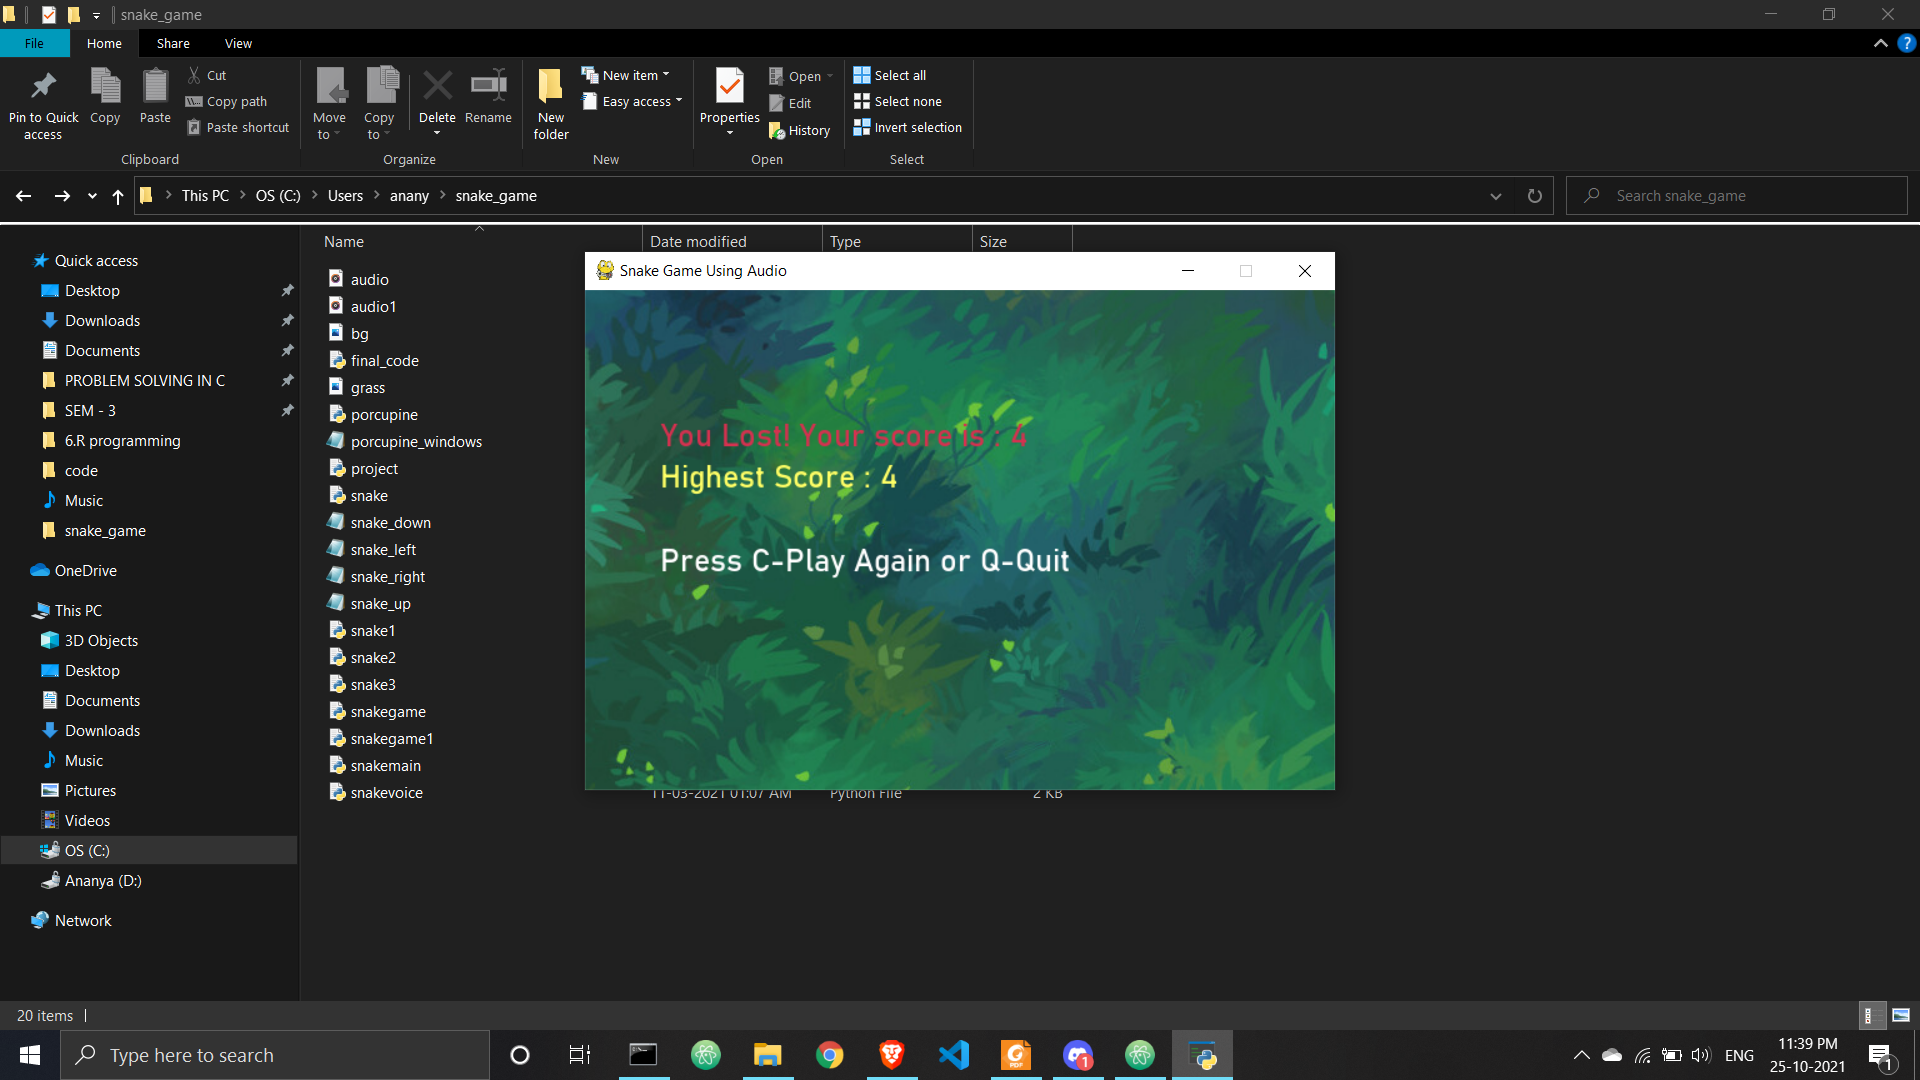 snake_game
File Home Share View
Pin to Quick access
Copy
Paste
Cut
Copy path
Paste shortcut
Clipboard
Move to
Copy to
Delete
Rename
Organize
New folder
New item
Easy access
New
Properties
Open
Edit
History
Open
Select all
Select none
Invert selection
Select
This PC > OS (C:) > Users > anany > snake_game
Search snake_game
Quick access
Desktop
Downloads
Documents
PROBLEM SOLVING IN C
SEM - 3
6.R programming
code
Music
snake_game
OneDrive
This PC
3D Objects
Desktop
Documents
Downloads
Music
Pictures
Videos
OS (C:)
Ananya (D:)
Network
Name Date modified Type Size
audio
audio1
bg
final_code
grass
porcupine
porcupine_windows
project
snake
snake_down
snake_left
snake_right
snake_up
snake1
snake2
snake3
snakegame
snakegame1
snakemain
snakevoice 11-03-2021 01:07 AM Python File 2 KB
Snake Game Using Audio
You Lost! Your score is : 4
Highest Score : 4
Press C-Play Again or Q-Quit
20 items
Type here to search
PDF
1
ENG
11:39 PM
25-10-2021
1